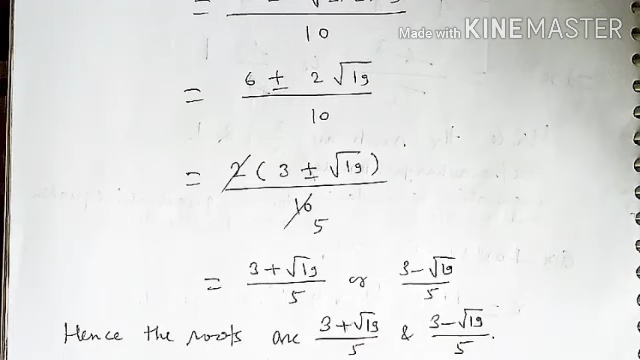 Made with KINEMASTER
= / 10
= 6 ± 2√19 / 10
= 2(3 ± √19) / 10
5
= 3+√19 / 5 or 3−√19 / 5
Hence the roots are 3+√19 / 5 & 3−√19 / 5.